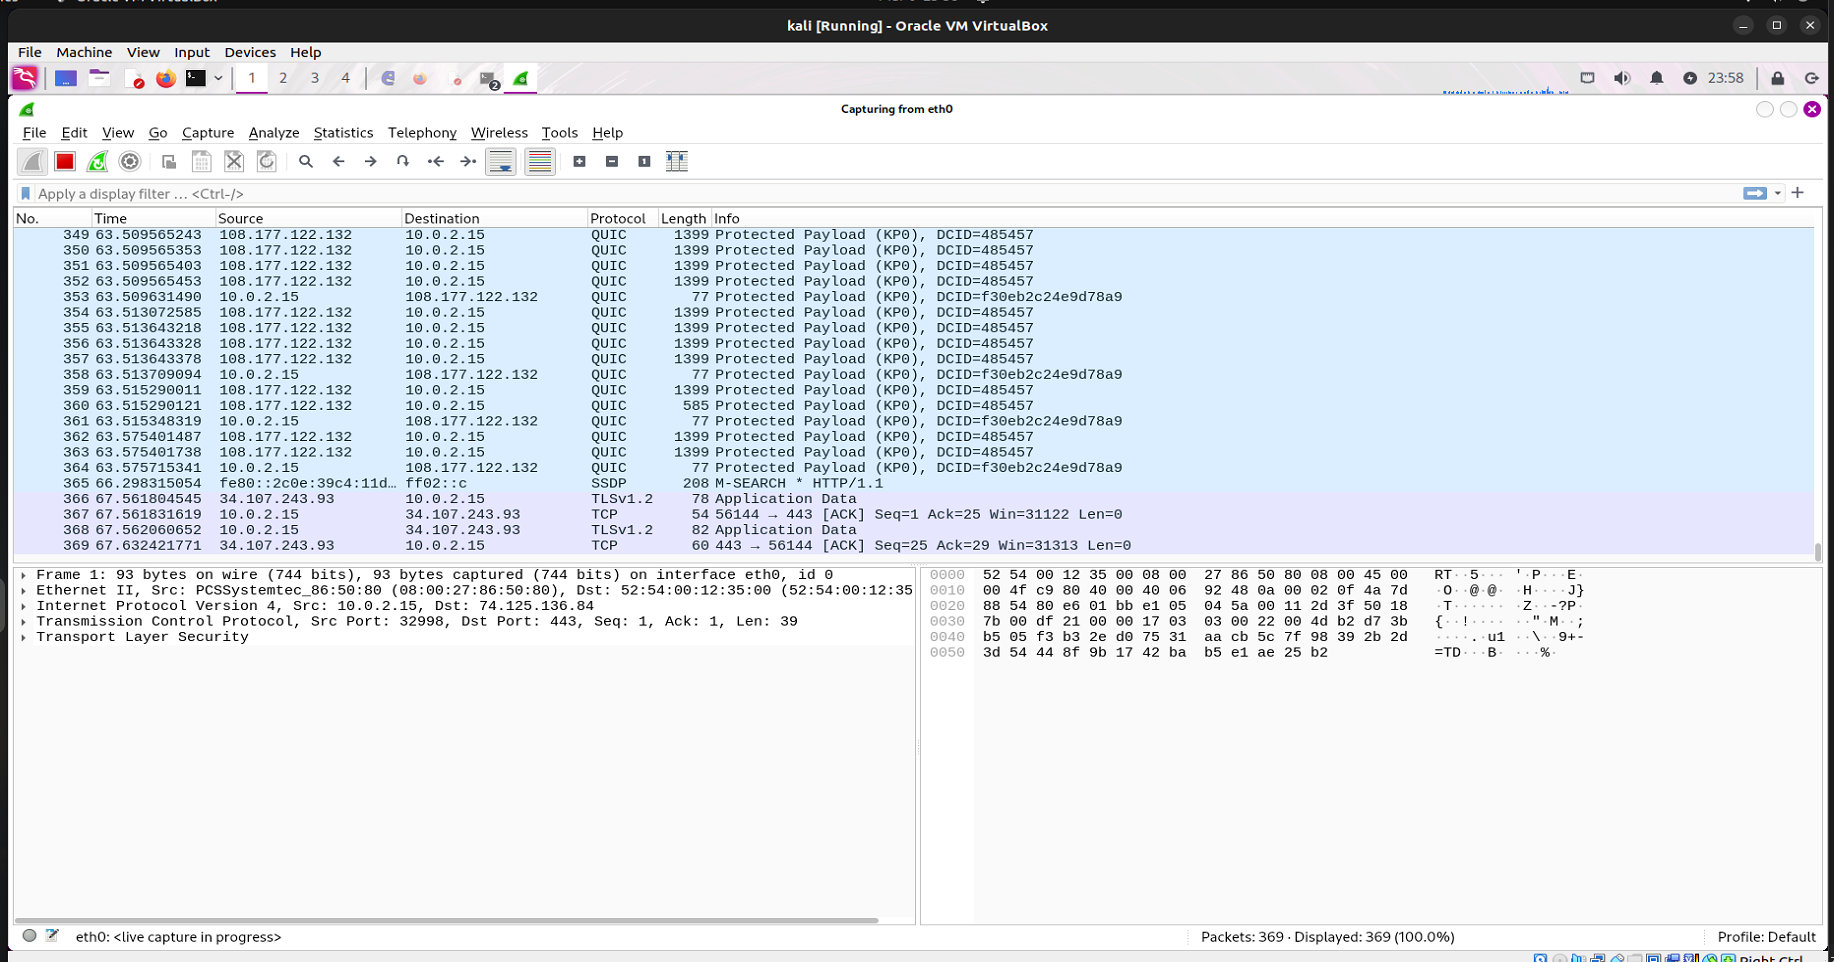 kali [Running] - Oracle VM VirtualBox
File Machine View Input Devices Help
1 2 3 4 2 23:58
Capturing from eth0
File Edit View Go Capture Analyze Statistics Telephony Wireless Tools Help
Apply a display filter … <Ctrl-/>
No. Time Source Destination Protocol Length Info
349 63.509565243 108.177.122.132 10.0.2.15 QUIC 1399 Protected Payload (KP0), DCID=485457
350 63.509565353 108.177.122.132 10.0.2.15 QUIC 1399 Protected Payload (KP0), DCID=485457
351 63.509565403 108.177.122.132 10.0.2.15 QUIC 1399 Protected Payload (KP0), DCID=485457
352 63.509565453 108.177.122.132 10.0.2.15 QUIC 1399 Protected Payload (KP0), DCID=485457
353 63.509631490 10.0.2.15 108.177.122.132 QUIC 77 Protected Payload (KP0), DCID=f30eb2c24e9d78a9
354 63.513072585 108.177.122.132 10.0.2.15 QUIC 1399 Protected Payload (KP0), DCID=485457
355 63.513643218 108.177.122.132 10.0.2.15 QUIC 1399 Protected Payload (KP0), DCID=485457
356 63.513643328 108.177.122.132 10.0.2.15 QUIC 1399 Protected Payload (KP0), DCID=485457
357 63.513643378 108.177.122.132 10.0.2.15 QUIC 1399 Protected Payload (KP0), DCID=485457
358 63.513709094 10.0.2.15 108.177.122.132 QUIC 77 Protected Payload (KP0), DCID=f30eb2c24e9d78a9
359 63.515290011 108.177.122.132 10.0.2.15 QUIC 1399 Protected Payload (KP0), DCID=485457
360 63.515290121 108.177.122.132 10.0.2.15 QUIC 585 Protected Payload (KP0), DCID=485457
361 63.515348319 10.0.2.15 108.177.122.132 QUIC 77 Protected Payload (KP0), DCID=f30eb2c24e9d78a9
362 63.575401487 108.177.122.132 10.0.2.15 QUIC 1399 Protected Payload (KP0), DCID=485457
363 63.575401738 108.177.122.132 10.0.2.15 QUIC 1399 Protected Payload (KP0), DCID=485457
364 63.575715341 10.0.2.15 108.177.122.132 QUIC 77 Protected Payload (KP0), DCID=f30eb2c24e9d78a9
365 66.298315054 fe80::2c0e:39c4:11d… ff02::c SSDP 208 M-SEARCH * HTTP/1.1
366 67.561804545 34.107.243.93 10.0.2.15 TLSv1.2 78 Application Data
367 67.561831619 10.0.2.15 34.107.243.93 TCP 54 56144 → 443 [ACK] Seq=1 Ack=25 Win=31122 Len=0
368 67.562060652 10.0.2.15 34.107.243.93 TLSv1.2 82 Application Data
369 67.632421771 34.107.243.93 10.0.2.15 TCP 60 443 → 56144 [ACK] Seq=25 Ack=29 Win=31313 Len=0
Frame 1: 93 bytes on wire (744 bits), 93 bytes captured (744 bits) on interface eth0, id 0
Ethernet II, Src: PCSSystemtec_86:50:80 (08:00:27:86:50:80), Dst: 52:54:00:12:35:00 (52:54:00:12:35
Internet Protocol Version 4, Src: 10.0.2.15, Dst: 74.125.136.84
Transmission Control Protocol, Src Port: 32998, Dst Port: 443, Seq: 1, Ack: 1, Len: 39
Transport Layer Security
0000 52 54 00 12 35 00 08 00 27 86 50 80 08 00 45 00 RT··5··· '·P···E·
0010 00 4f c9 80 40 00 40 06 92 48 0a 00 02 0f 4a 7d ·O··@·@· ·H····J}
0020 88 54 80 e6 01 bb e1 05 04 5a 00 11 2d 3f 50 18 ·T······ ·Z··-?P·
0030 7b 00 df 21 00 00 17 03 03 00 22 00 4d b2 d7 3b {··!···· ··"·M··;
0040 b5 05 f3 b3 2e d0 75 31 aa cb 5c 7f 98 39 2b 2d ····.·u1 ··\··9+-
0050 3d 54 44 8f 9b 17 42 ba b5 e1 ae 25 b2 =TD···B· ···%·
eth0: <live capture in progress>
Packets: 369 · Displayed: 369 (100.0%)
Profile: Default
Right Ctrl